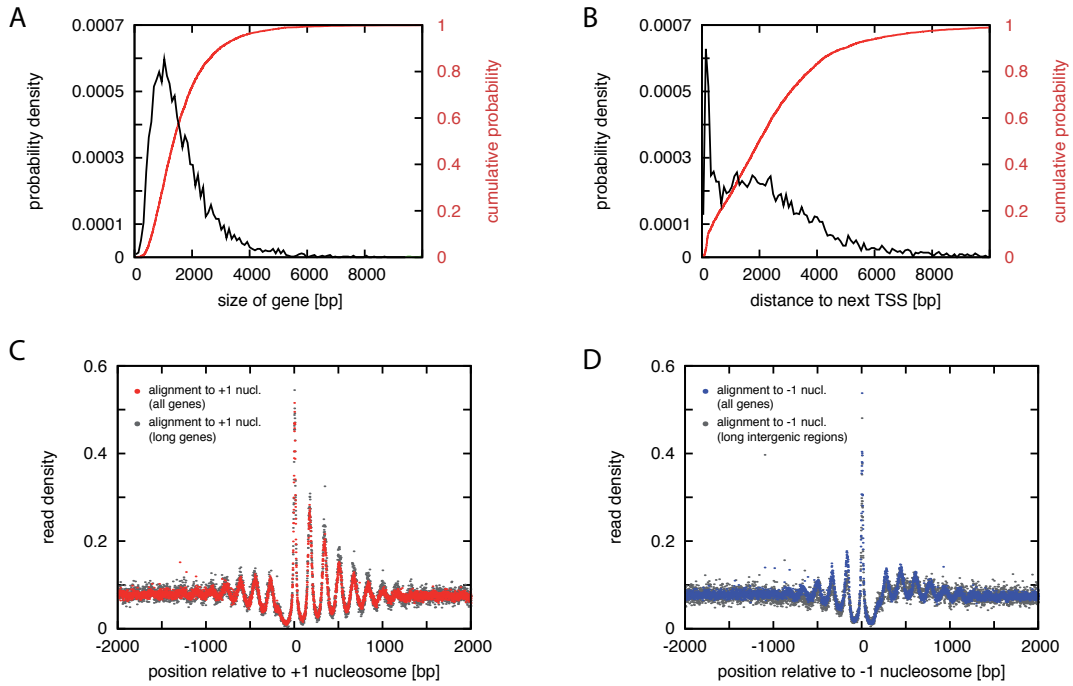 A
0.0007
0.0005
0.0003
0.0001
0
probability density
1
0.8
0.6
0.4
0.2
0
cumulative probability
0 2000 4000 6000 8000
size of gene [bp]
B
0.0007
0.0005
0.0003
0.0001
0
probability density
1
0.8
0.6
0.4
0.2
0
cumulative probability
0 2000 4000 6000 8000
distance to next TSS [bp]
C
0.6
0.4
0.2
0
read density
alignment to +1 nucl.
(all genes)
alignment to +1 nucl.
(long genes)
-2000 -1000 0 1000 2000
position relative to +1 nucleosome [bp]
D
0.6
0.4
0.2
0
read density
alignment to -1 nucl.
(all genes)
alignment to -1 nucl.
(long intergenic regions)
-2000 -1000 0 1000 2000
position relative to -1 nucleosome [bp]